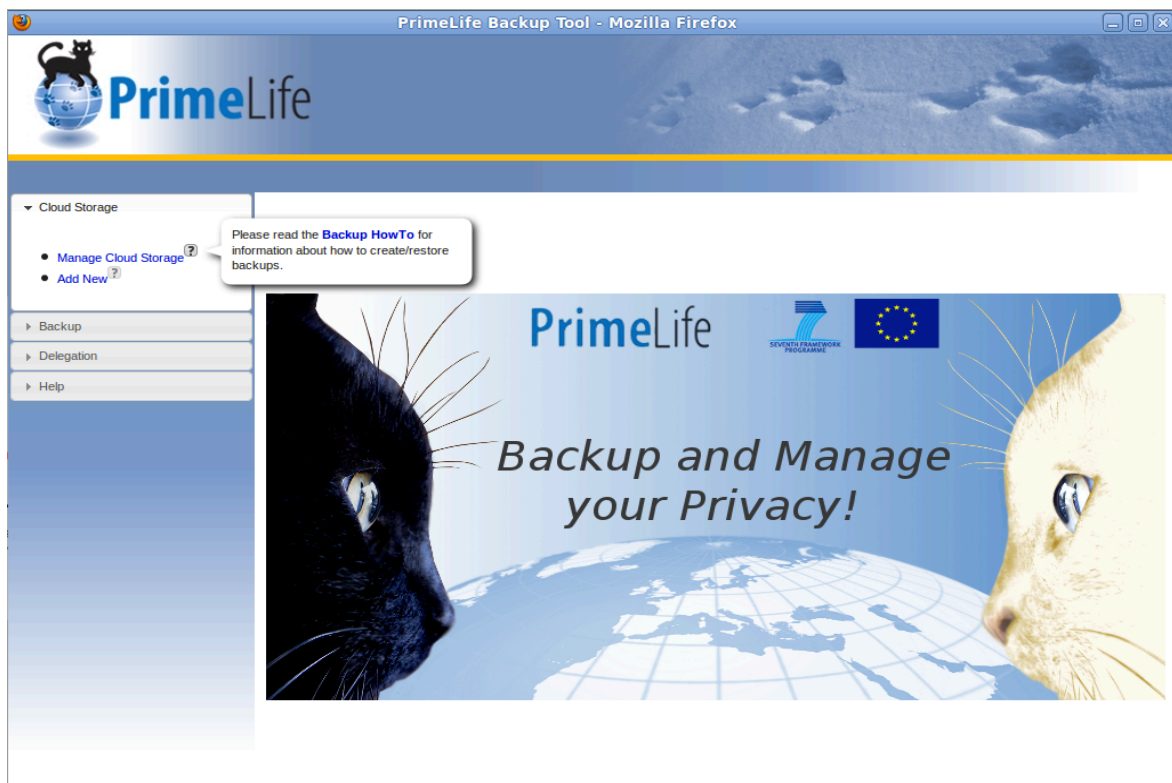 PrimeLife Backup Tool - Mozilla Firefox
PrimeLife
Cloud Storage
Manage Cloud Storage ?
Add New ?
Please read the Backup HowTo for
information about how to create/restore
backups.
Backup
Delegation
Help
PrimeLife
SEVENTH FRAMEWORK
PROGRAMME
Backup and Manage
your Privacy!